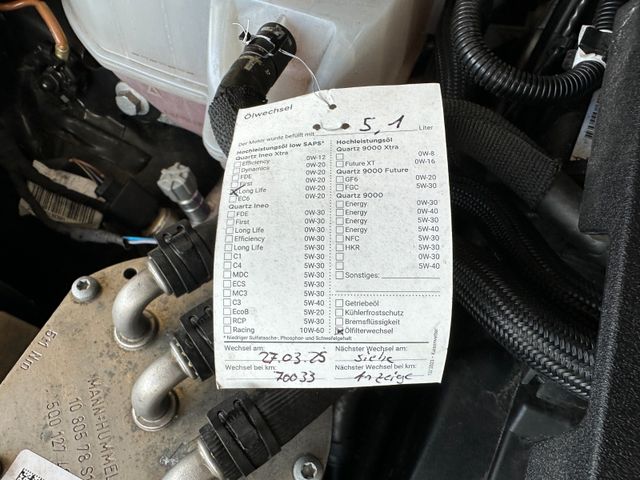 Ölwechsel
Der Motor wurde befüllt mit 5,1 Liter
Hochleistungsöl low SAPS*
Quartz Ineo Xtra
Efficiency 0W-12
Dynamics 0W-20
FDE 0W-20
First 0W-20
Long Life 0W-20
EC6 0W-20
Quartz Ineo
FDE 0W-30
First 0W-30
Long Life 0W-30
Efficiency 0W-30
Long Life 5W-30
C1 5W-30
C4 5W-30
MDC 5W-30
ECS 5W-30
MC3 5W-30
C3 5W-40
EcoB 5W-20
RCP 5W-30
Racing 10W-60
* Niedriger Sulfatasche-, Phosphor- und Schwefelgehalt
Hochleistungsöl
Quartz 9000 Xtra
0W-8
Future XT 0W-16
Quartz 9000 Future
GF6 0W-20
FGC 5W-30
Quartz 9000
Energy 0W-30
Energy 0W-40
Energy 5W-30
NFC 5W-30
HKR 5W-30
0W-30
5W-40
Sonstiges:
Getriebeöl
Kühlerfrostschutz
Bremsflüssigkeit
Ölfilterwechsel
Wechsel am: 27.03.25
Nächster Wechsel am: siehe
Wechsel bei km: 70033
Nächster Wechsel bei km: Anzeige
MANN+HUMMEL
10 805 78 S
5Q0 127 4